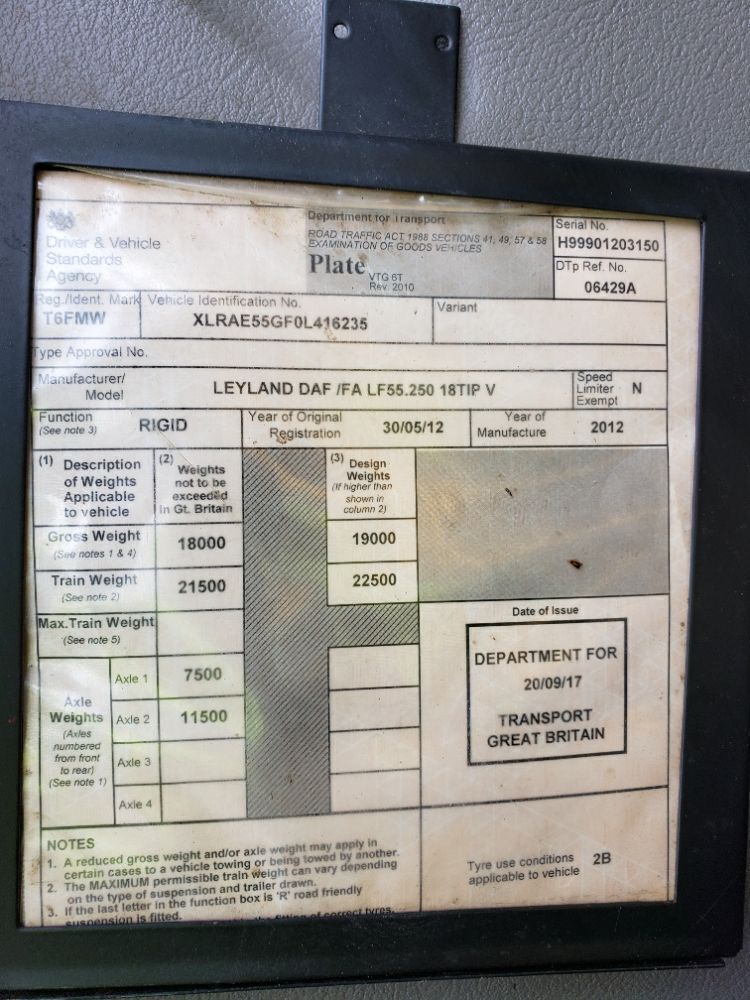 Driver & Vehicle
Standards
Agency
Department for Transport
ROAD TRAFFIC ACT 1988 SECTIONS 41, 49, 57 & 58
EXAMINATION OF GOODS VEHICLES
Plate VTG 6T
Rev. 2010
Serial No.
H99901203150
DTp Ref. No.
06429A
Reg./Ident. Mark
T6FMW
Vehicle Identification No.
XLRAE55GF0L416235
Variant
Type Approval No.
Manufacturer/
Model
LEYLAND DAF /FA LF55.250 18TIP V
Speed
Limiter
Exempt
N
Function
(See note 3)
RIGID
Year of Original
Registration
30/05/12
Year of
Manufacture
2012
(1) Description
of Weights
Applicable
to vehicle
(2) Weights
not to be
exceeded
in Gt. Britain
(3) Design
Weights
(If higher than
shown in
column 2)
Gross Weight
(See notes 1 & 4)
18000
19000
Train Weight
(See note 2)
21500
22500
Max.Train Weight
(See note 5)
Axle
Weights
(Axles
numbered
from front
to rear)
(See note 1)
Axle 1
7500
Axle 2
11500
Axle 3
Axle 4
Date of Issue
DEPARTMENT FOR
20/09/17
TRANSPORT
GREAT BRITAIN
NOTES
1. A reduced gross weight and/or axle weight may apply in
certain cases to a vehicle towing or being towed by another.
2. The MAXIMUM permissible train weight can vary depending
on the type of suspension and trailer drawn.
3. If the last letter in the function box is 'R' road friendly
suspension is fitted.
fitting of correct tyres.
Tyre use conditions
applicable to vehicle
2B